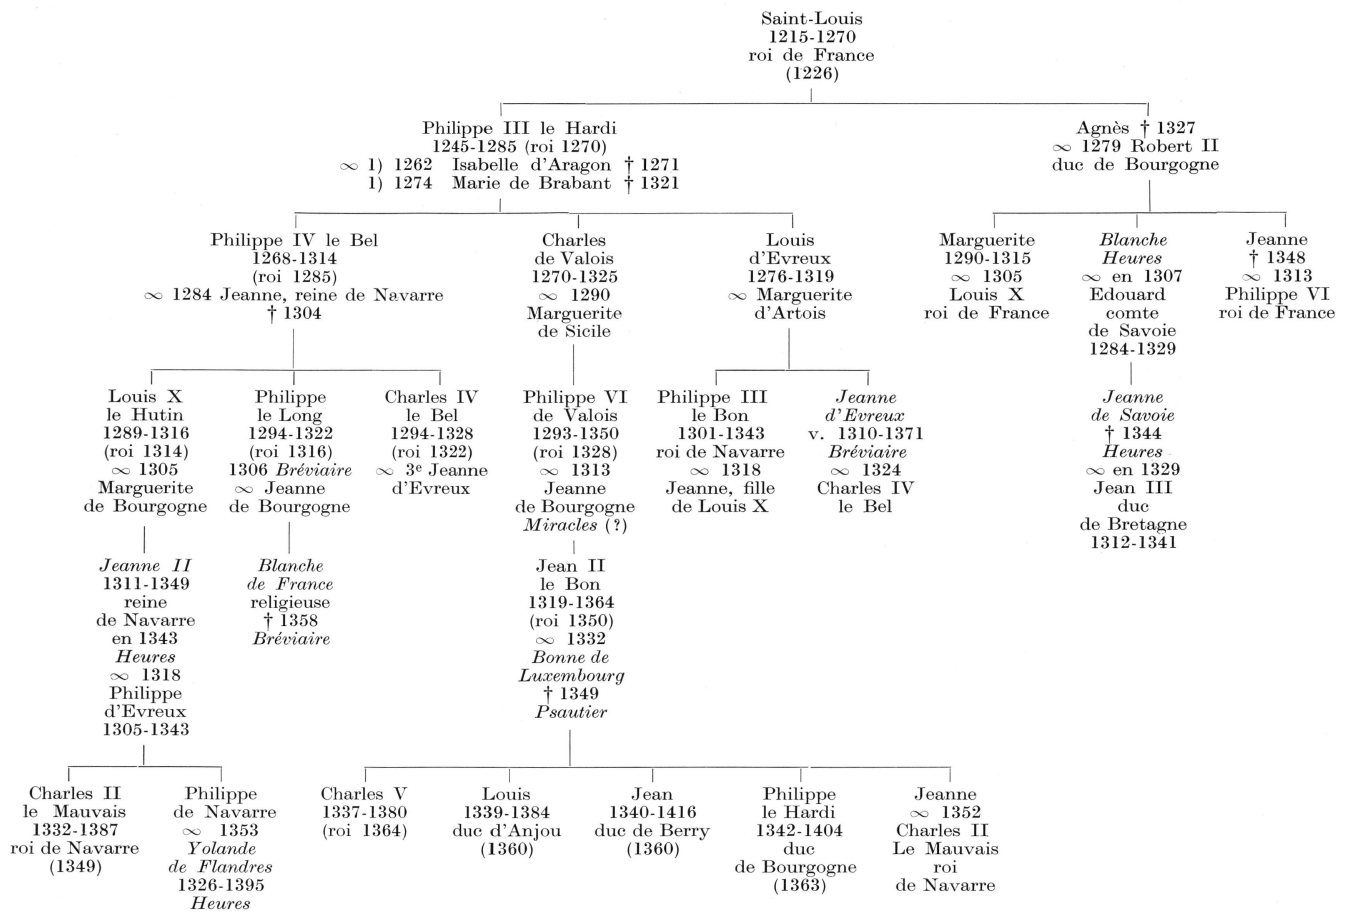 Saint-Louis
1215-1270
roi de France
(1226)
Philippe III le Hardi
1245-1285 (roi 1270)
∞ 1) 1262 Isabelle d'Aragon † 1271
1) 1274 Marie de Brabant † 1321
Agnès † 1327
∞ 1279 Robert II
duc de Bourgogne
Philippe IV le Bel
1268-1314
(roi 1285)
∞ 1284 Jeanne, reine de Navarre
† 1304
Charles
de Valois
1270-1325
∞ 1290
Marguerite
de Sicile
Louis
d'Evreux
1276-1319
∞ Marguerite
d'Artois
Marguerite
1290-1315
∞ 1305
Louis X
roi de France
Blanche
Heures
∞ en 1307
Edouard
comte
de Savoie
1284-1329
Jeanne
† 1348
∞ 1313
Philippe VI
roi de France
Louis X
le Hutin
1289-1316
(roi 1314)
∞ 1305
Marguerite
de Bourgogne
Philippe
le Long
1294-1322
(roi 1316)
1306 Bréviaire
∞ Jeanne
de Bourgogne
Charles IV
le Bel
1294-1328
(roi 1322)
∞ 3e Jeanne
d'Evreux
Philippe VI
de Valois
1293-1350
(roi 1328)
∞ 1313
Jeanne
de Bourgogne
Miracles (?)
Philippe III
le Bon
1301-1343
roi de Navarre
∞ 1318
Jeanne, fille
de Louis X
Jeanne
d'Evreux
v. 1310-1371
Bréviaire
∞ 1324
Charles IV
le Bel
Jeanne
de Savoie
† 1344
Heures
∞ en 1329
Jean III
duc
de Bretagne
1312-1341
Jeanne II
1311-1349
reine
de Navarre
en 1343
Heures
∞ 1318
Philippe
d'Evreux
1305-1343
Blanche
de France
religieuse
† 1358
Bréviaire
Jean II
le Bon
1319-1364
(roi 1350)
∞ 1332
Bonne de
Luxembourg
† 1349
Psautier
Charles II
le Mauvais
1332-1387
roi de Navarre
(1349)
Philippe
de Navarre
∞ 1353
Yolande
de Flandres
1326-1395
Heures
Charles V
1337-1380
(roi 1364)
Louis
1339-1384
duc d'Anjou
(1360)
Jean
1340-1416
duc de Berry
(1360)
Philippe
le Hardi
1342-1404
duc
de Bourgogne
(1363)
Jeanne
∞ 1352
Charles II
Le Mauvais
roi
de Navarre